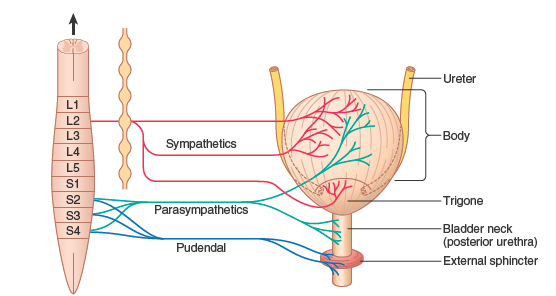 L1
L2
L3
L4
L5
S1
S2
S3
S4
Sympathetics
Parasympathetics
Pudendal
Ureter
Body
Trigone
Bladder neck
(posterior urethra)
External sphincter